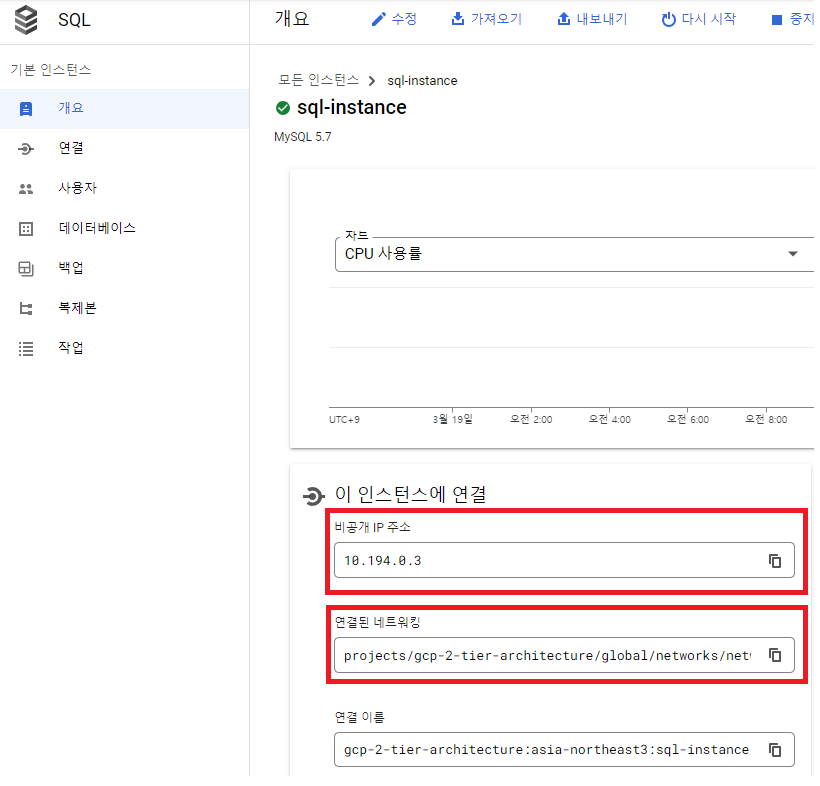 SQL
개요
수정
가져오기
내보내기
다시 시작
중지
기본 인스턴스
개요
연결
사용자
데이터베이스
백업
복제본
작업
모든 인스턴스
sql-instance
sql-instance
MySQL 5.7
차트
CPU 사용률
UTC+9
3월 19일
오전 2:00
오전 4:00
오전 6:00
오전 8:00
이 인스턴스에 연결
비공개 IP 주소
10.194.0.3
연결된 네트워킹
projects/gcp-2-tier-architecture/global/networks/net
연결 이름
gcp-2-tier-architecture:asia-northeast3:sql-instance